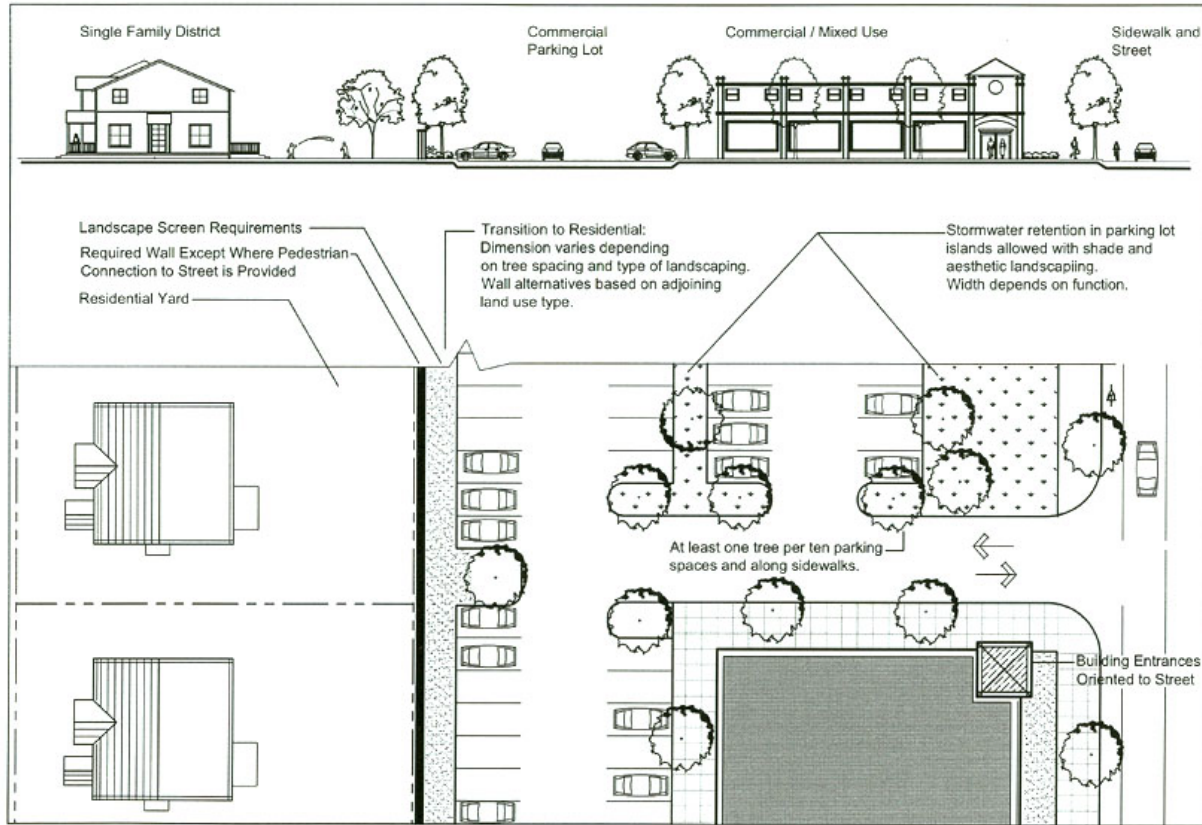 Single Family District
Commercial
Parking Lot
Commercial / Mixed Use
Sidewalk and
Street
Landscape Screen Requirements
Required Wall Except Where Pedestrian
Connection to Street is Provided
Residential Yard
Transition to Residential:
Dimension varies depending
on tree spacing and type of landscaping.
Wall alternatives based on adjoining
land use type.
Stormwater retention in parking lot
islands allowed with shade and
aesthetic landscapiing.
Width depends on function.
At least one tree per ten parking
spaces and along sidewalks.
Building Entrances
Oriented to Street